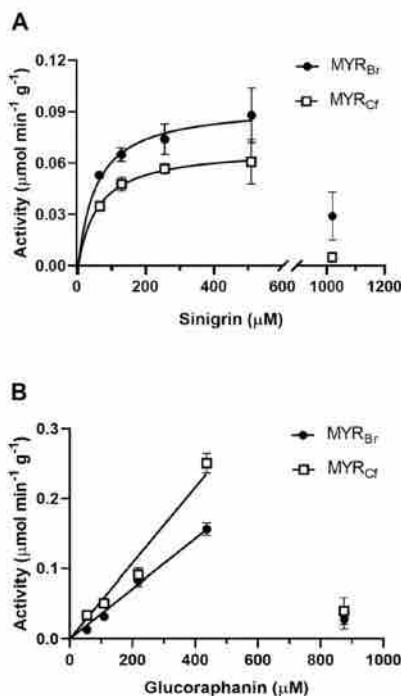 A
0.12
0.09
0.06
0.03
0.00
Activity (μmol min⁻¹ g⁻¹)
MYR_Br
MYR_Cf
0 200 400 600 1000 1200
Sinigrin (μM)
B
0.3
0.2
0.1
0.0
Activity (μmol min⁻¹ g⁻¹)
MYR_Br
MYR_Cf
0 200 400 600 800 1000
Glucoraphanin (μM)